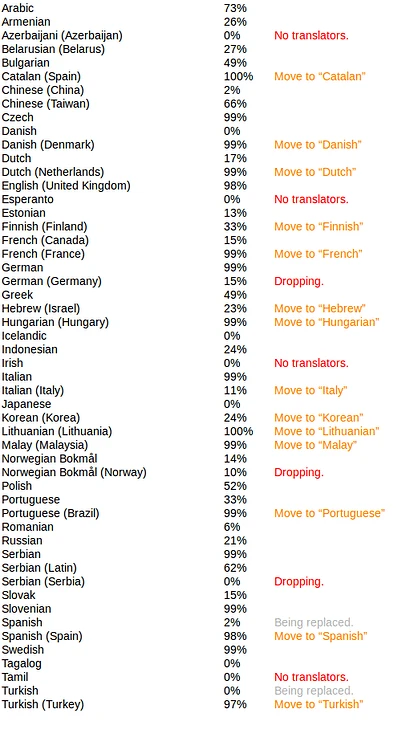 Arabic 73%
Armenian 26%
Azerbaijani (Azerbaijan) 0% No translators.
Belarusian (Belarus) 27%
Bulgarian 49%
Catalan (Spain) 100% Move to “Catalan”
Chinese (China) 2%
Chinese (Taiwan) 66%
Czech 99%
Danish 0%
Danish (Denmark) 99% Move to “Danish”
Dutch 17%
Dutch (Netherlands) 99% Move to “Dutch”
English (United Kingdom) 98%
Esperanto 0% No translators.
Estonian 13%
Finnish (Finland) 33% Move to “Finnish”
French (Canada) 15%
French (France) 99% Move to “French”
German 99%
German (Germany) 15% Dropping.
Greek 49%
Hebrew (Israel) 23% Move to “Hebrew”
Hungarian (Hungary) 99% Move to “Hungarian”
Icelandic 0%
Indonesian 24%
Irish 0% No translators.
Italian 99%
Italian (Italy) 11% Move to “Italy”
Japanese 0%
Korean (Korea) 24% Move to “Korean”
Lithuanian (Lithuania) 100% Move to “Lithuanian”
Malay (Malaysia) 99% Move to “Malay”
Norwegian Bokmål 14%
Norwegian Bokmål (Norway) 10% Dropping.
Polish 52%
Portuguese 33%
Portuguese (Brazil) 99% Move to “Portuguese”
Romanian 6%
Russian 21%
Serbian 99%
Serbian (Latin) 62%
Serbian (Serbia) 0% Dropping.
Slovak 15%
Slovenian 99%
Spanish 2% Being replaced.
Spanish (Spain) 98% Move to “Spanish”
Swedish 99%
Tagalog 0%
Tamil 0% No translators.
Turkish 0% Being replaced.
Turkish (Turkey) 97% Move to “Turkish”